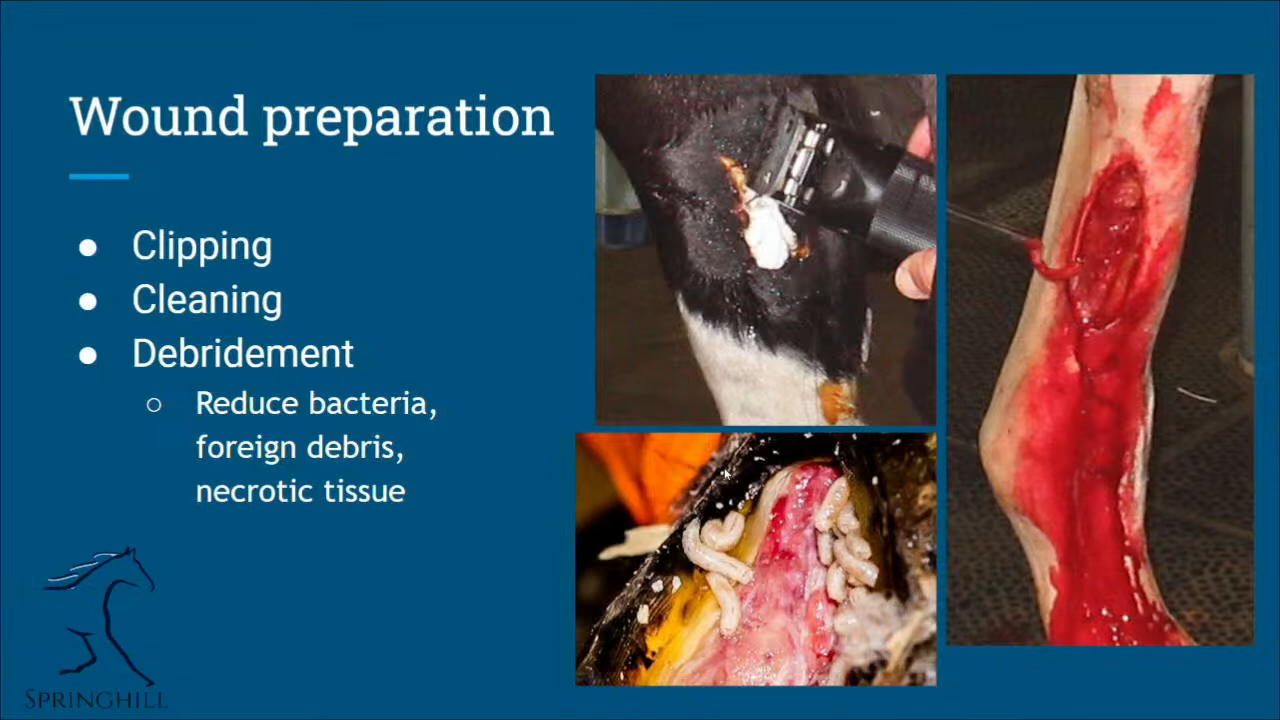 Wound preparation
● Clipping
● Cleaning
● Debridement
○ Reduce bacteria,
foreign debris,
necrotic tissue
SPRINGHILL